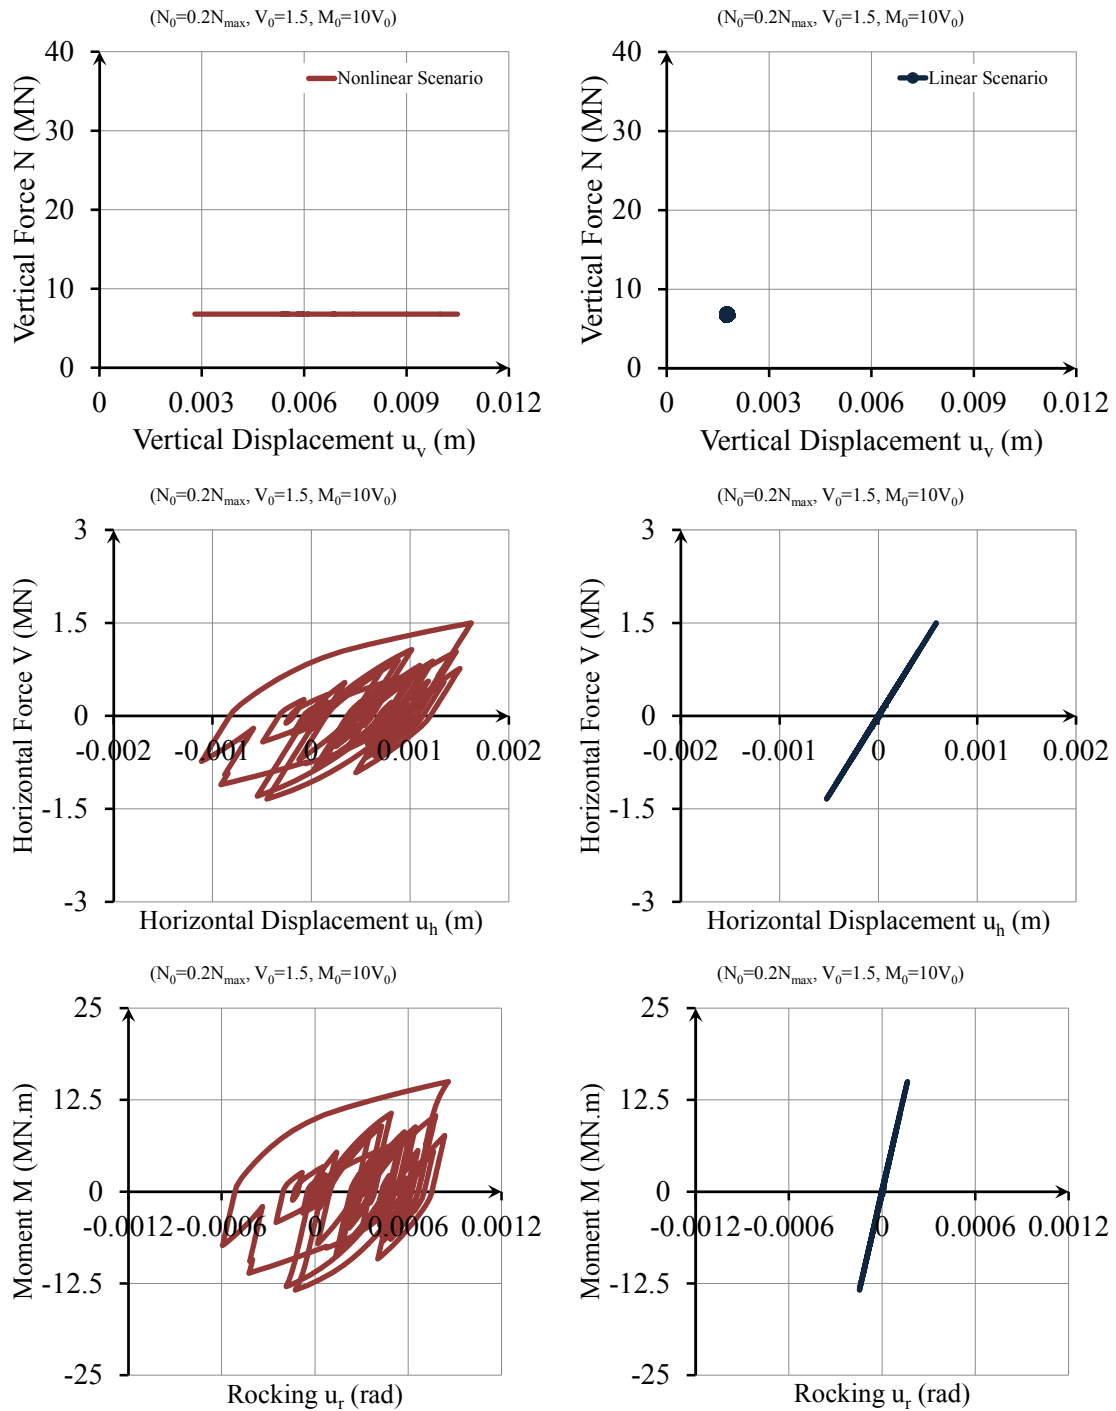 (N₀=0.2Nₘₐₓ, V₀=1.5, M₀=10V₀)
40
30
20
10
0
Vertical Force N (MN)
Nonlinear Scenario
0 0.003 0.006 0.009 0.012
Vertical Displacement uᵥ (m)
(N₀=0.2Nₘₐₓ, V₀=1.5, M₀=10V₀)
40
30
20
10
0
Vertical Force N (MN)
Linear Scenario
0 0.003 0.006 0.009 0.012
Vertical Displacement uᵥ (m)
(N₀=0.2Nₘₐₓ, V₀=1.5, M₀=10V₀)
3
1.5
0
-1.5
-3
Horizontal Force V (MN)
-0.002 -0.001 0 0.001 0.002
Horizontal Displacement uₕ (m)
(N₀=0.2Nₘₐₓ, V₀=1.5, M₀=10V₀)
3
1.5
0
-1.5
-3
Horizontal Force V (MN)
-0.002 -0.001 0 0.001 0.002
Horizontal Displacement uₕ (m)
(N₀=0.2Nₘₐₓ, V₀=1.5, M₀=10V₀)
25
12.5
0
-12.5
-25
Moment M (MN.m)
-0.0012 -0.0006 0 0.0006 0.0012
Rocking uᵣ (rad)
(N₀=0.2Nₘₐₓ, V₀=1.5, M₀=10V₀)
25
12.5
0
-12.5
-25
Moment M (MN.m)
-0.0012 -0.0006 0 0.0006 0.0012
Rocking uᵣ (rad)